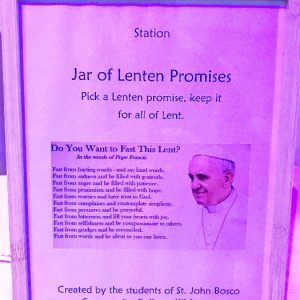 Station
Jar of Lenten Promises
Pick a Lenten promise, keep it
for all of Lent.
Do You Want to Fast This Lent?
In the words of Pope Francis
Fast from hurting words and say kind words.
Fast from sadness and be filled with gratitude.
Fast from anger and be filled with patience.
Fast from pessimism and be filled with hope.
Fast from worries and have trust in God.
Fast from complaints and contemplate simplicity.
Fast from pressures and be prayerful.
Fast from bitterness and fill your hearts with joy.
Fast from selfishness and be compassionate to others.
Fast from grudges and be reconciled.
Fast from words and be silent so you can listen.
Created by the students of St. John Bosco